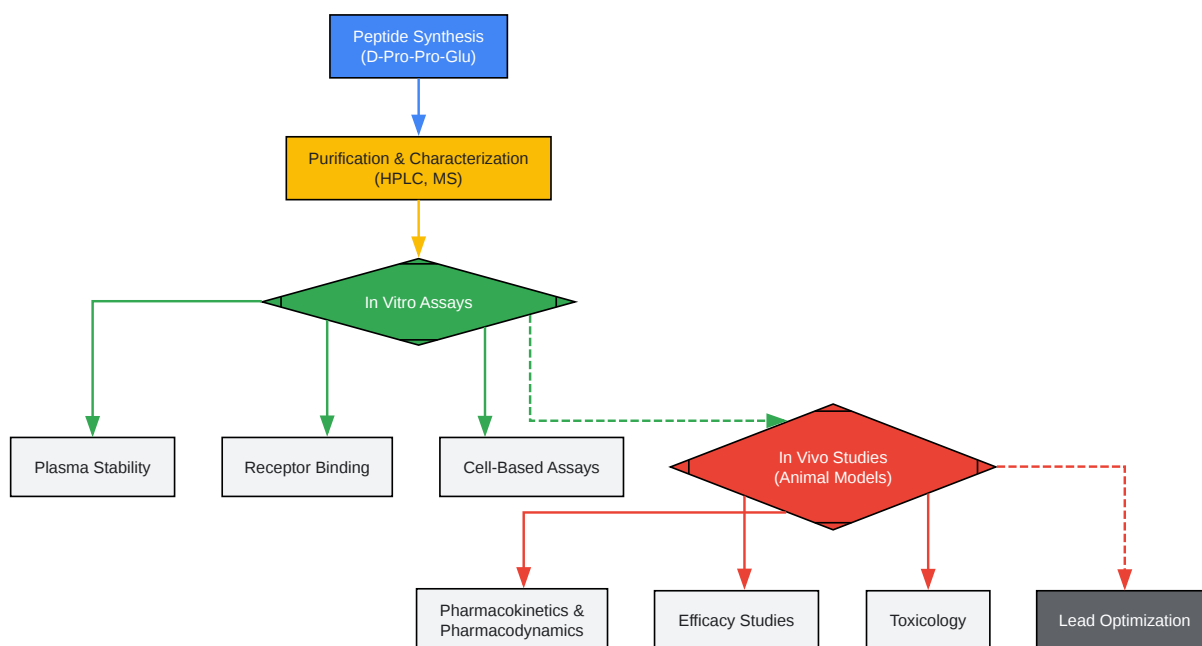 Peptide Synthesis
(D-Pro-Pro-Glu)
Purification & Characterization
(HPLC, MS)
In Vitro Assays
Plasma Stability
Receptor Binding
Cell-Based Assays
In Vivo Studies
(Animal Models)
Pharmacokinetics &
Pharmacodynamics
Efficacy Studies
Toxicology
Lead Optimization